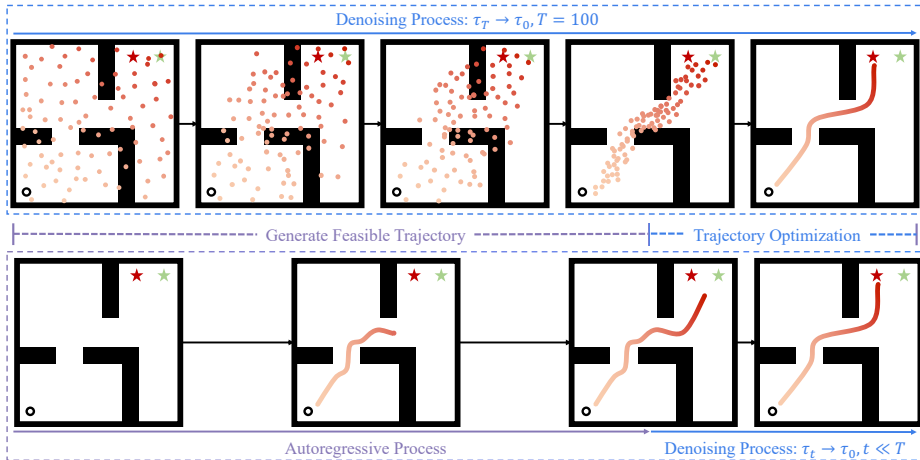 Denoising Process: τ_T → τ_0, T = 100
Generate Feasible Trajectory
Trajectory Optimization
Autoregressive Process
Denoising Process: τ_t → τ_0, t ≪ T